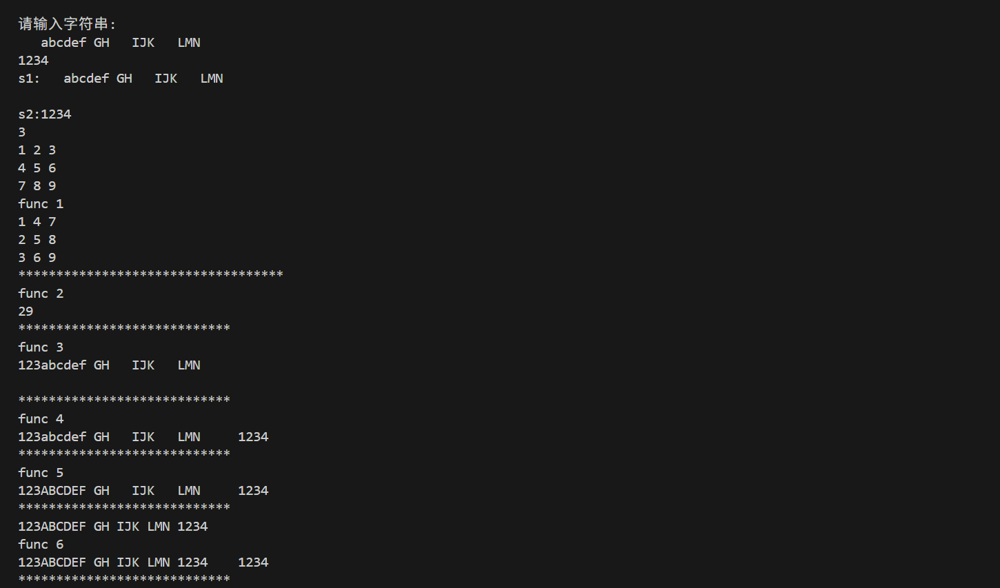 请输入字符串:
   abcdef GH   IJK   LMN
1234
s1:   abcdef GH   IJK   LMN

s2:1234
3
1 2 3
4 5 6
7 8 9
func 1
1 4 7
2 5 8
3 6 9
***********************************
func 2
29
****************************
func 3
123abcdef GH   IJK   LMN

****************************
func 4
123abcdef GH   IJK   LMN     1234
****************************
func 5
123ABCDEF GH   IJK   LMN     1234
****************************
123ABCDEF GH IJK LMN 1234
func 6
123ABCDEF GH IJK LMN 1234    1234
****************************